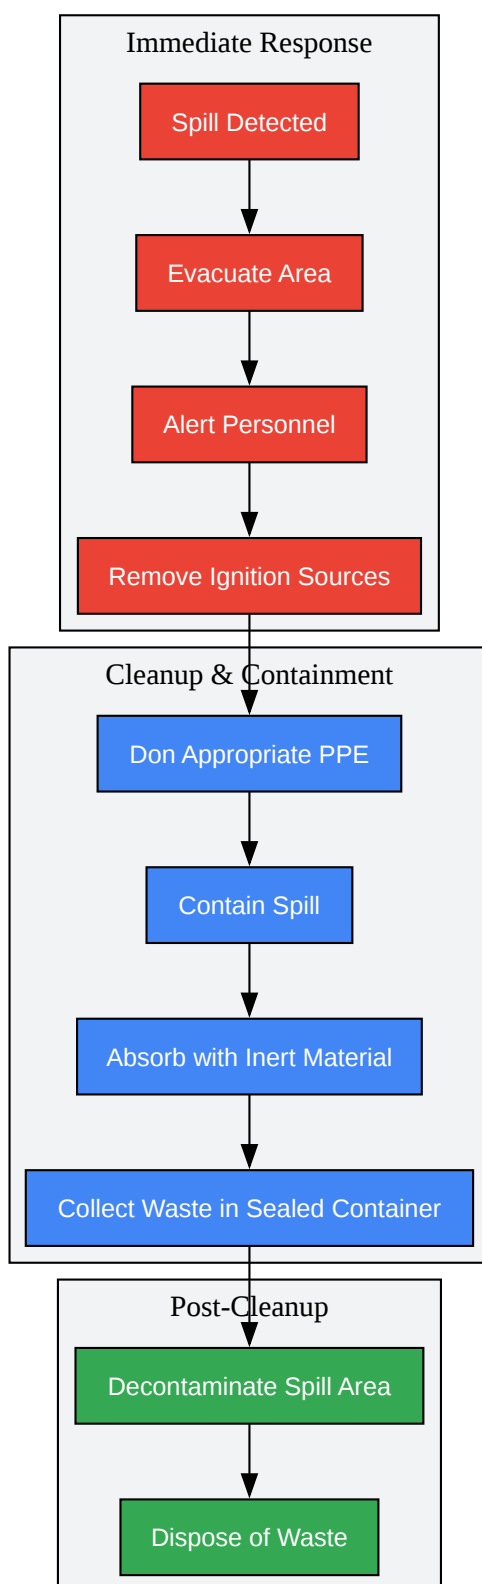 Immediate Response
Spill Detected
Evacuate Area
Alert Personnel
Remove Ignition Sources
Cleanup & Containment
Don Appropriate PPE
Contain Spill
Absorb with Inert Material
Collect Waste in Sealed Container
Post-Cleanup
Decontaminate Spill Area
Dispose of Waste